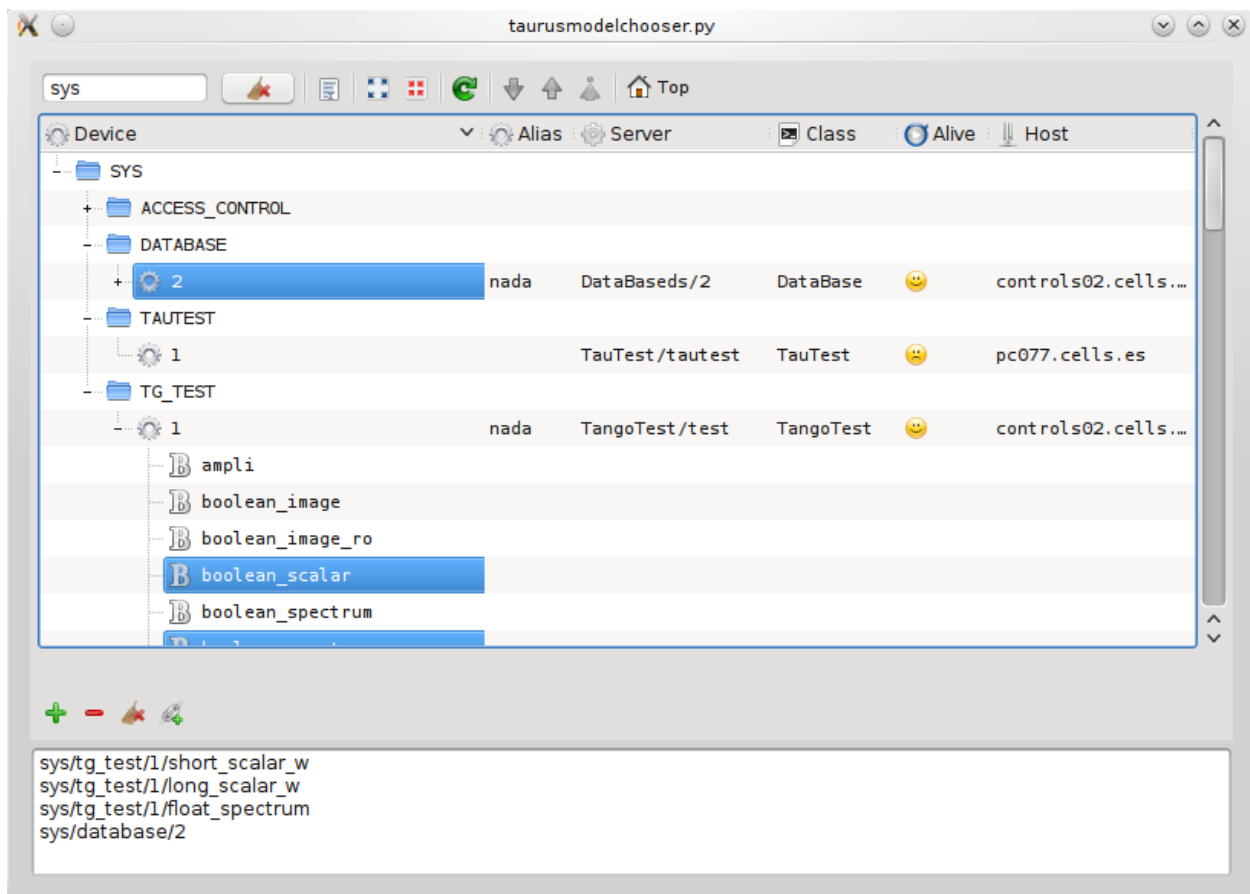 taurusmodelchooser.py
sys Top
Device Alias Server Class Alive Host
SYS
ACCESS_CONTROL
DATABASE
2 nada DataBaseds/2 DataBase controls02.cells.…
TAUTEST
1 TauTest/tautest TauTest pc077.cells.es
TG_TEST
1 nada TangoTest/test TangoTest controls02.cells.…
B ampli
B boolean_image
B boolean_image_ro
B boolean_scalar
B boolean_spectrum
sys/tg_test/1/short_scalar_w
sys/tg_test/1/long_scalar_w
sys/tg_test/1/float_spectrum
sys/database/2